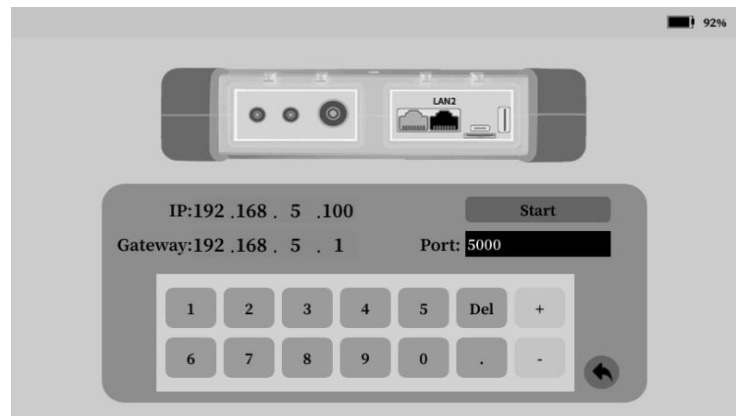 92%
LAN2
IP:192 .168 . 5 .100
Start
Gateway:192 .168 . 5 . 1
Port: 5000
1 2 3 4 5 Del +
6 7 8 9 0 . -